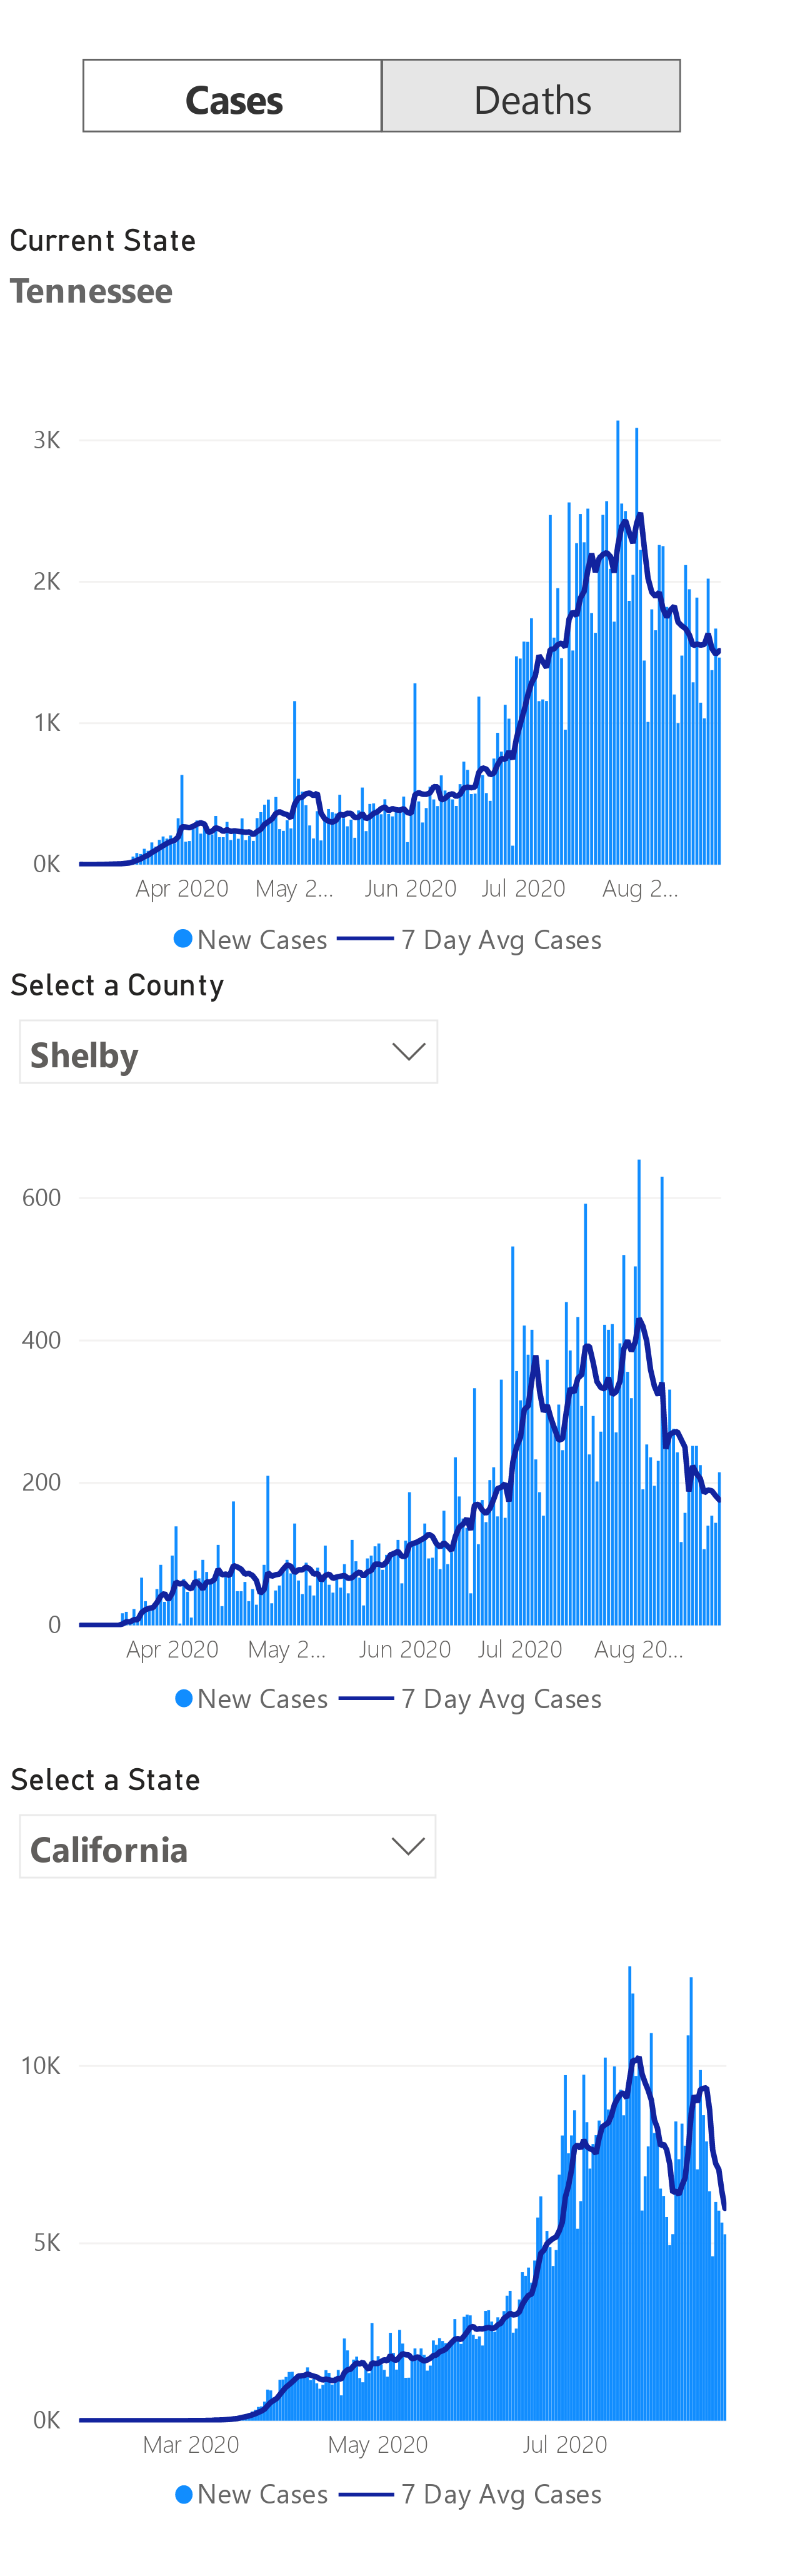 Cases Deaths
Current State
Tennessee
3K
2K
1K
0K
Apr 2020 May 2... Jun 2020 Jul 2020 Aug 2...
New Cases 7 Day Avg Cases
Select a County
Shelby
600
400
200
0
Apr 2020 May 2... Jun 2020 Jul 2020 Aug 20...
New Cases 7 Day Avg Cases
Select a State
California
10K
5K
0K
Mar 2020 May 2020 Jul 2020
New Cases 7 Day Avg Cases